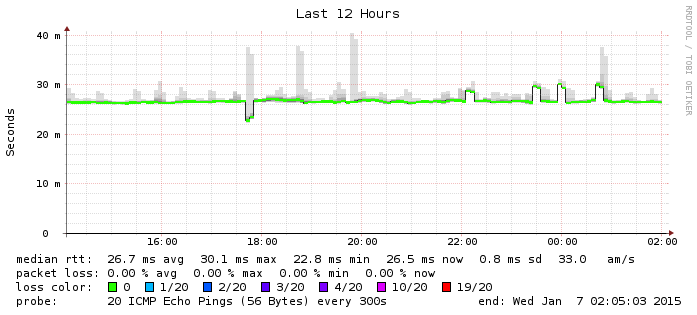 Last 12 Hours
RRDTOOL / TOBI OETIKER
Seconds
40 m
30 m
20 m
10 m
0
16:00 18:00 20:00 22:00 00:00 02:00
median rtt: 26.7 ms avg 30.1 ms max 22.8 ms min 26.5 ms now 0.8 ms sd 33.0 am/s
packet loss: 0.00 % avg 0.00 % max 0.00 % min 0.00 % now
loss color: 0 1/20 2/20 3/20 4/20 10/20 19/20
probe: 20 ICMP Echo Pings (56 Bytes) every 300s end: Wed Jan 7 02:05:03 2015